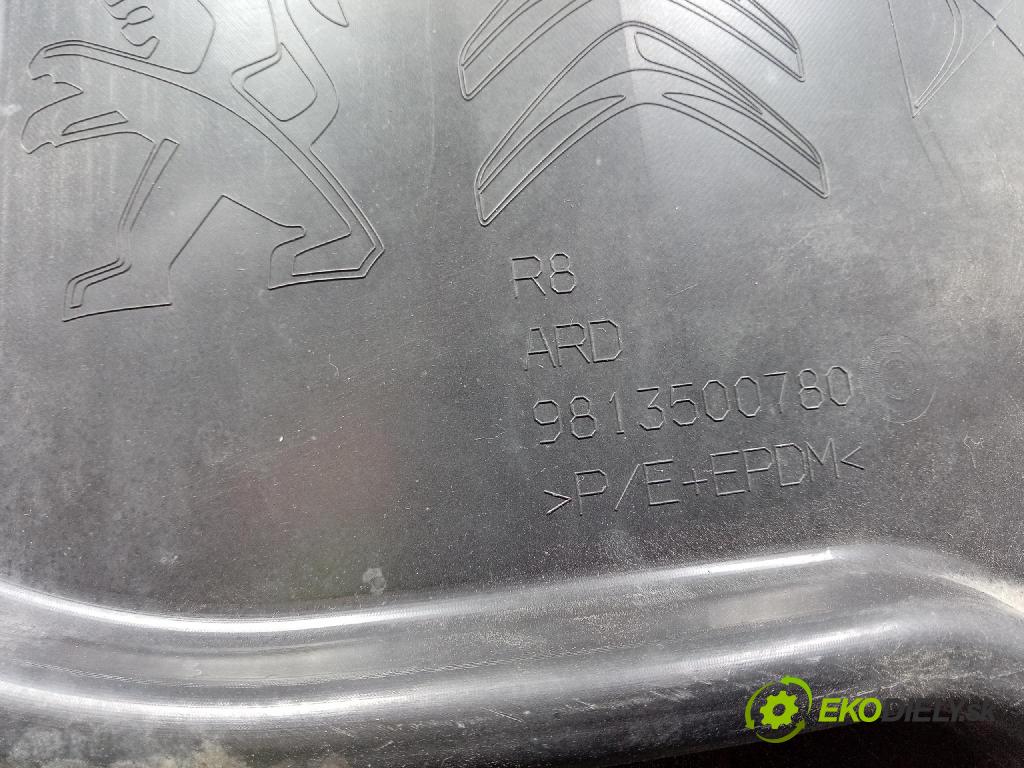 R8
ARD
9813500780
>P/E+EPDM<
EKODIELY.SK